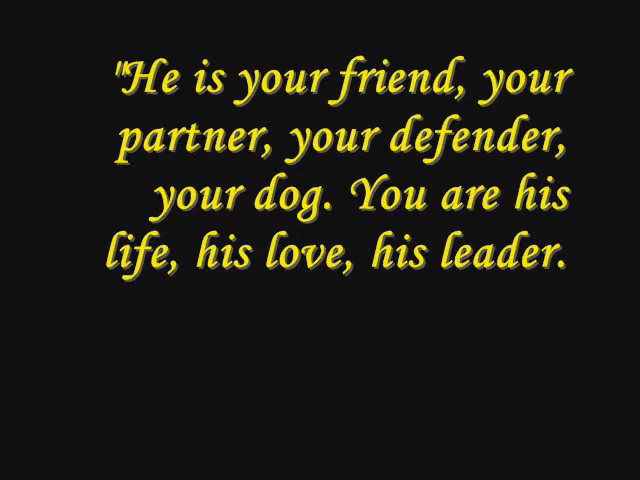 "He is your friend, your
partner, your defender,
your dog. You are his
life, his love, his leader.